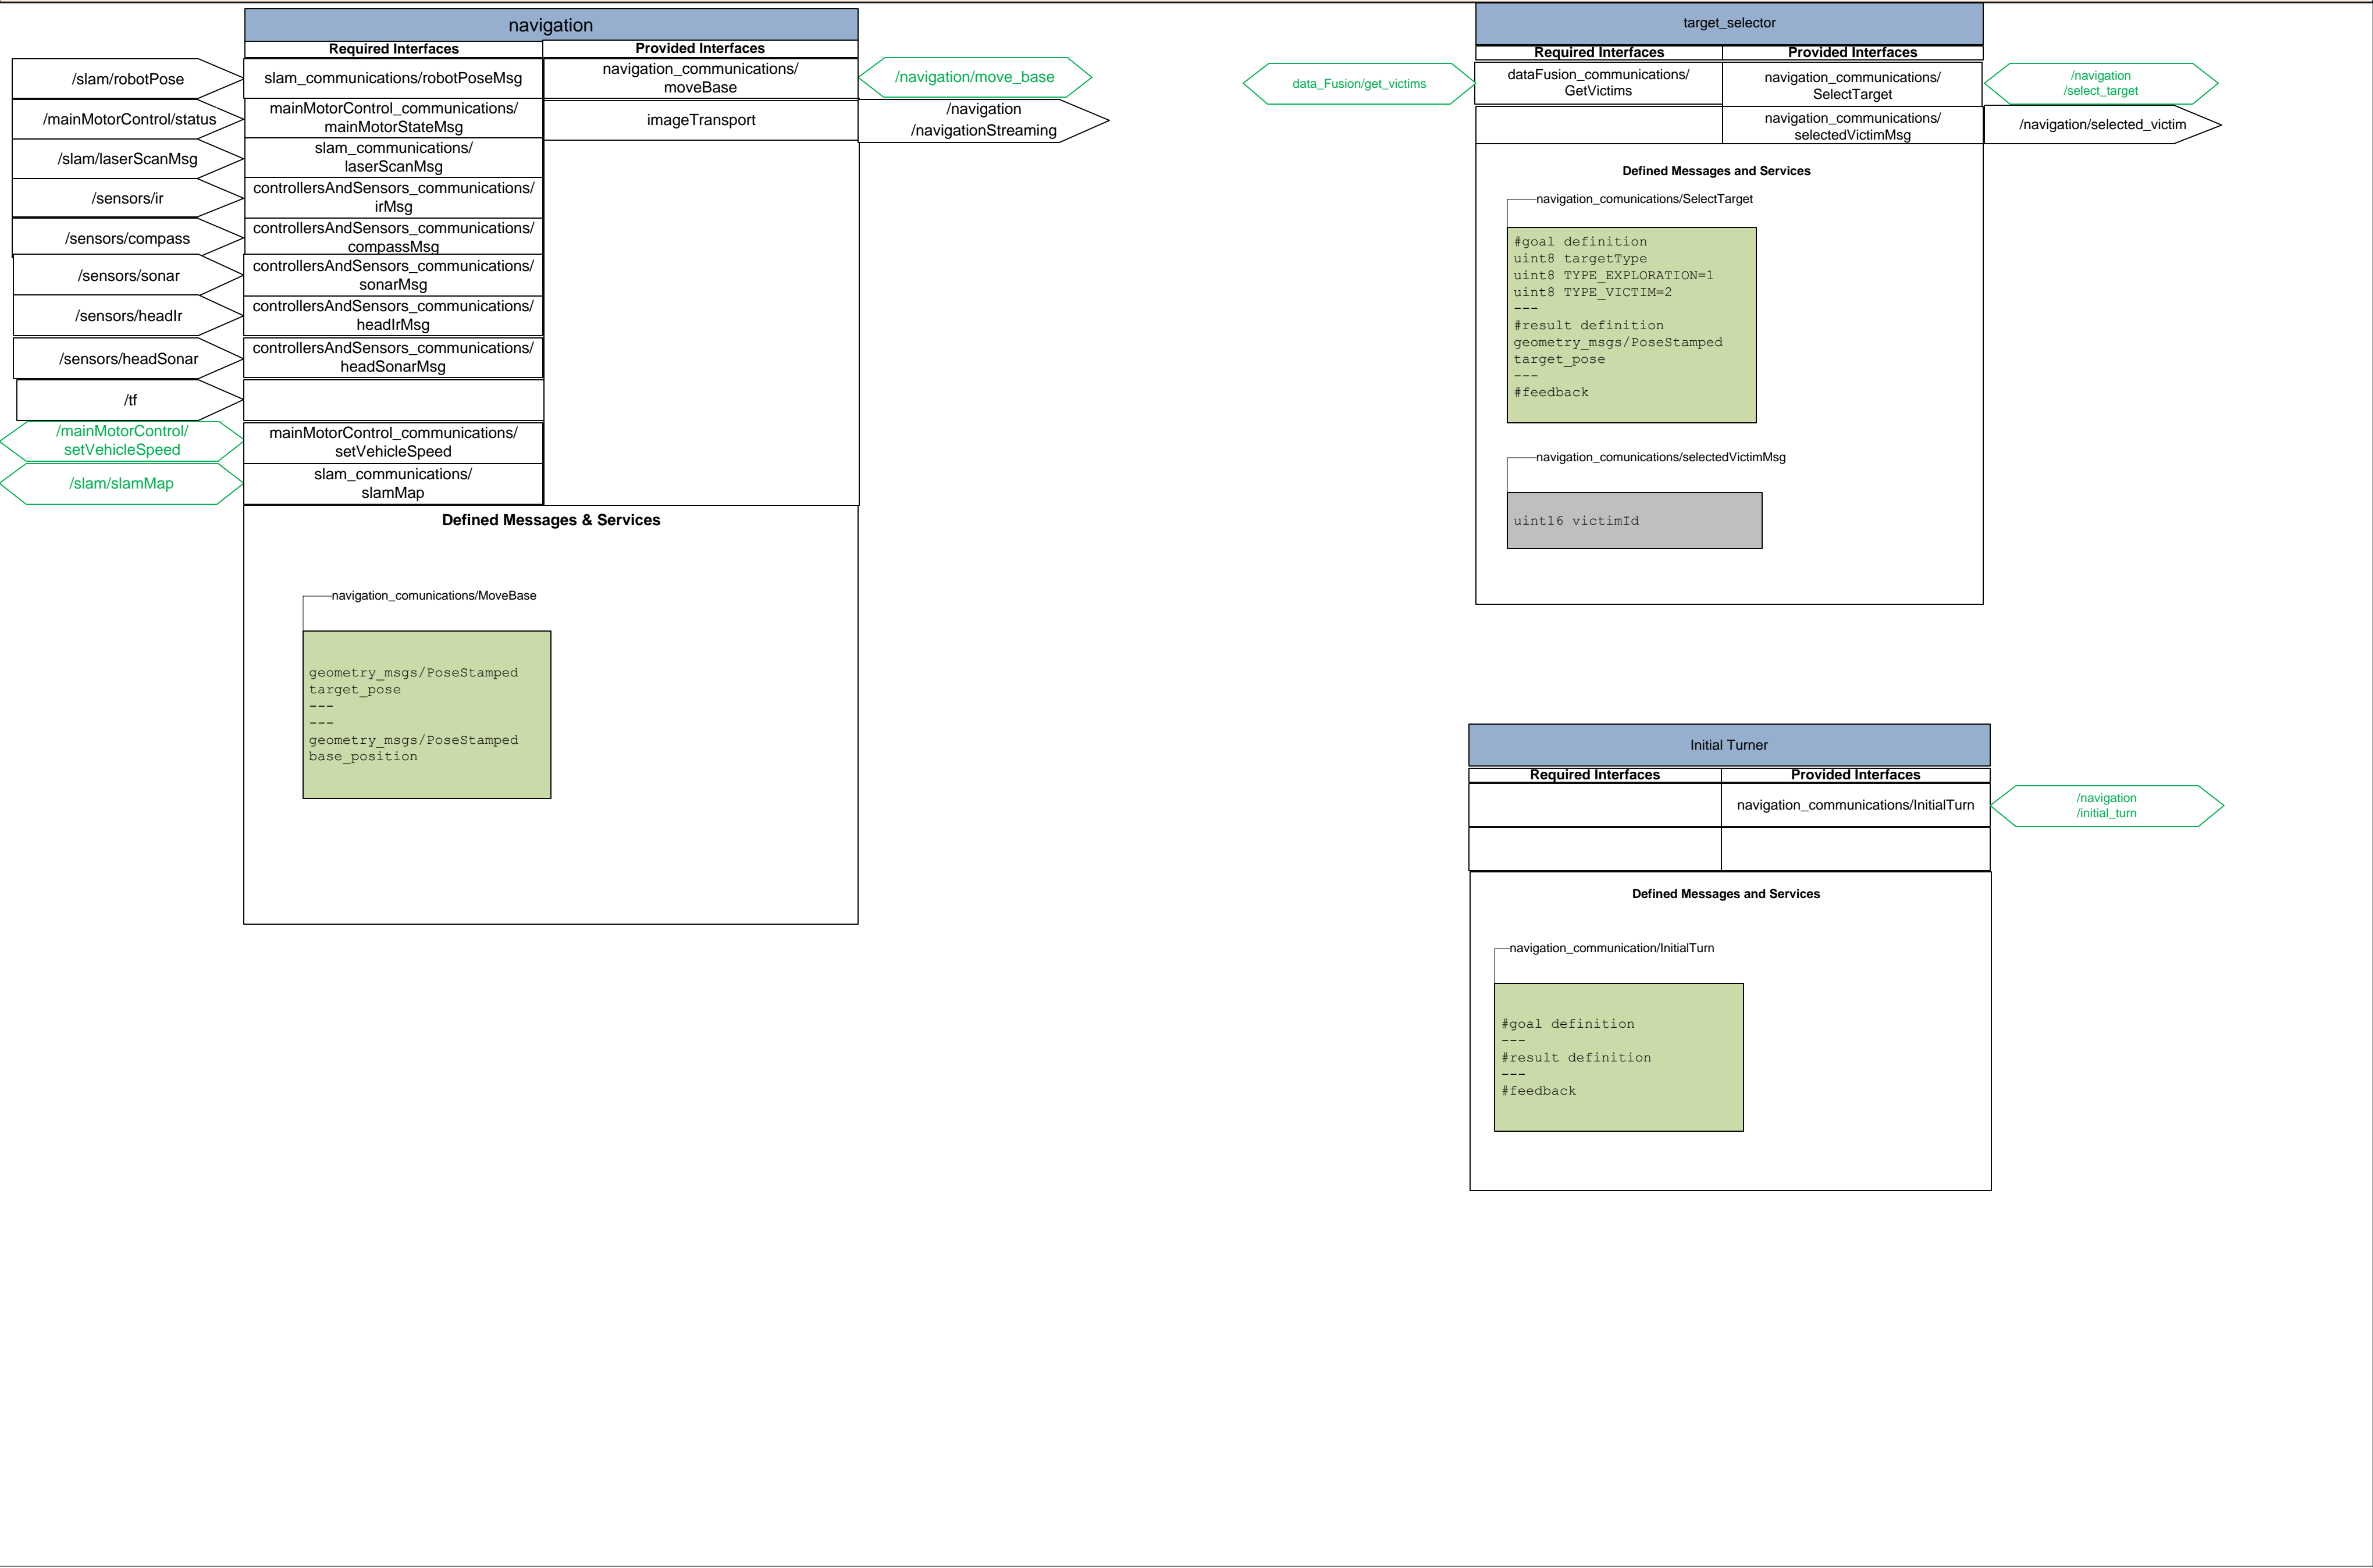 navigation
Required Interfaces
Provided Interfaces
/slam/robotPose
slam_communications/robotPoseMsg
navigation_communications/
moveBase
/navigation/move_base
/mainMotorControl/status
mainMotorControl_communications/
mainMotorStateMsg
imageTransport
/navigation
/navigationStreaming
/slam/laserScanMsg
slam_communications/
laserScanMsg
/sensors/ir
controllersAndSensors_communications/
irMsg
/sensors/compass
controllersAndSensors_communications/
compassMsg
/sensors/sonar
controllersAndSensors_communications/
sonarMsg
/sensors/headIr
controllersAndSensors_communications/
headIrMsg
/sensors/headSonar
controllersAndSensors_communications/
headSonarMsg
/tf
/mainMotorControl/
setVehicleSpeed
mainMotorControl_communications/
setVehicleSpeed
/slam/slamMap
slam_communications/
slamMap
Defined Messages & Services
navigation_comunications/MoveBase
geometry_msgs/PoseStamped
target_pose
---
---
geometry_msgs/PoseStamped
base_position
target_selector
Required Interfaces
Provided Interfaces
data_Fusion/get_victims
dataFusion_communications/
GetVictims
navigation_communications/
SelectTarget
/navigation
/select_target
navigation_communications/
selectedVictimMsg
/navigation/selected_victim
Defined Messages and Services
navigation_comunications/SelectTarget
#goal definition
uint8 targetType
uint8 TYPE_EXPLORATION=1
uint8 TYPE_VICTIM=2
---
#result definition
geometry_msgs/PoseStamped
target_pose
---
#feedback
navigation_comunications/selectedVictimMsg
uint16 victimId
Initial Turner
Required Interfaces
Provided Interfaces
navigation_communications/InitialTurn
/navigation
/initial_turn
Defined Messages and Services
navigation_communication/InitialTurn
#goal definition
---
#result definition
---
#feedback